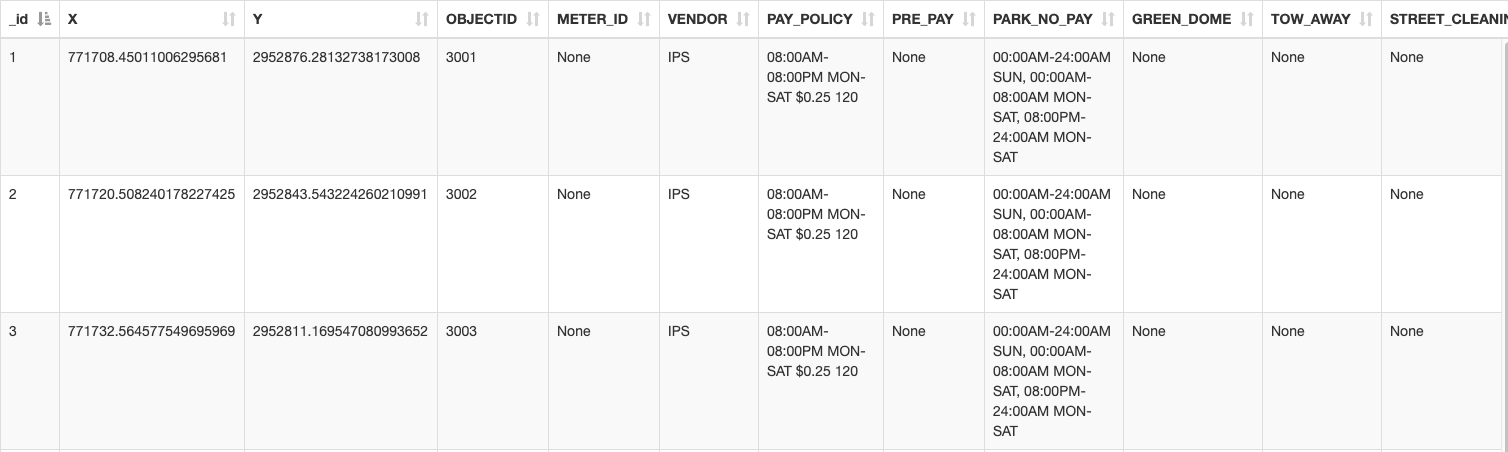 _id X Y OBJECTID METER_ID VENDOR PAY_POLICY PRE_PAY PARK_NO_PAY GREEN_DOME TOW_AWAY STREET_CLEANIN
1 771708.45011006295681 2952876.28132738173008 3001 None IPS 08:00AM- None 00:00AM-24:00AM None None None
08:00PM MON- SUN, 00:00AM-
SAT $0.25 120 08:00AM MON-
SAT, 08:00PM-
24:00AM MON-
SAT
2 771720.508240178227425 2952843.543224260210991 3002 None IPS 08:00AM- None 00:00AM-24:00AM None None None
08:00PM MON- SUN, 00:00AM-
SAT $0.25 120 08:00AM MON-
SAT, 08:00PM-
24:00AM MON-
SAT
3 771732.564577549695969 2952811.169547080993652 3003 None IPS 08:00AM- None 00:00AM-24:00AM None None None
08:00PM MON- SUN, 00:00AM-
SAT $0.25 120 08:00AM MON-
SAT, 08:00PM-
24:00AM MON-
SAT